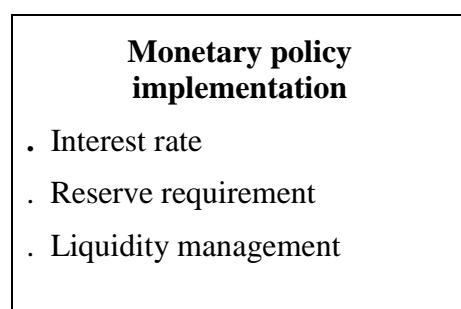 Monetary policy
implementation
. Interest rate
. Reserve requirement
. Liquidity management